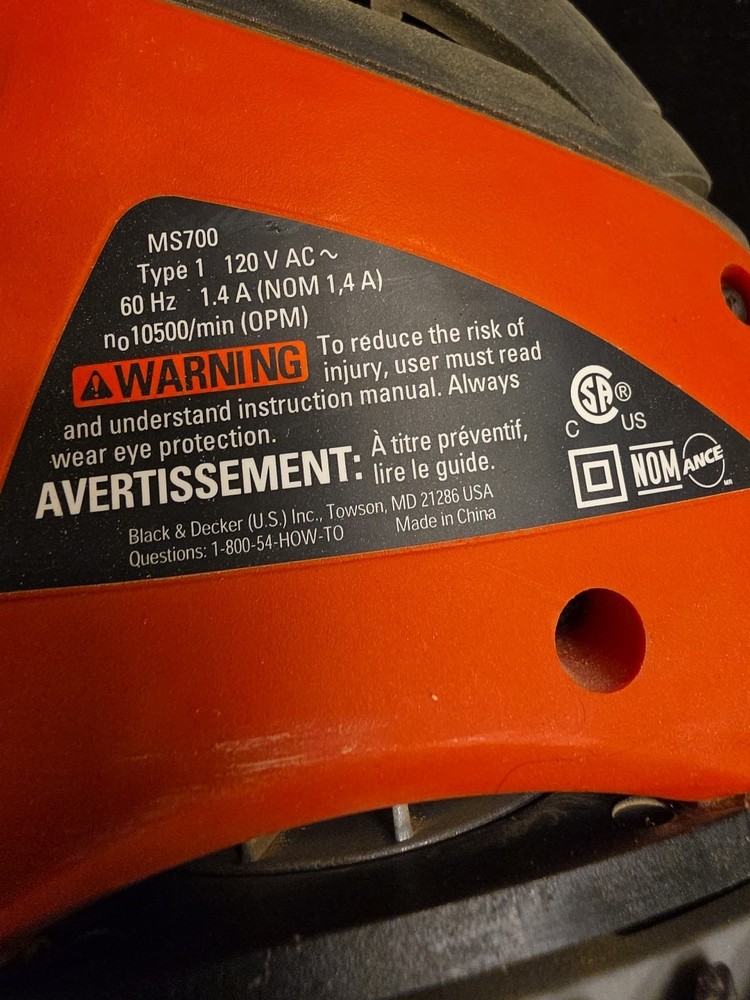 MS700
Type 1 120 V AC ~
60 Hz 1.4 A (NOM 1,4 A)
no 10500/min (OPM)
WARNING To reduce the risk of
injury, user must read
and understand instruction manual. Always
wear eye protection.
AVERTISSEMENT: À titre préventif,
lire le guide.
Black & Decker (U.S.) Inc., Towson, MD 21286 USA
Questions: 1-800-54-HOW-TO Made in China
SA ®
C US
NOM ANCE